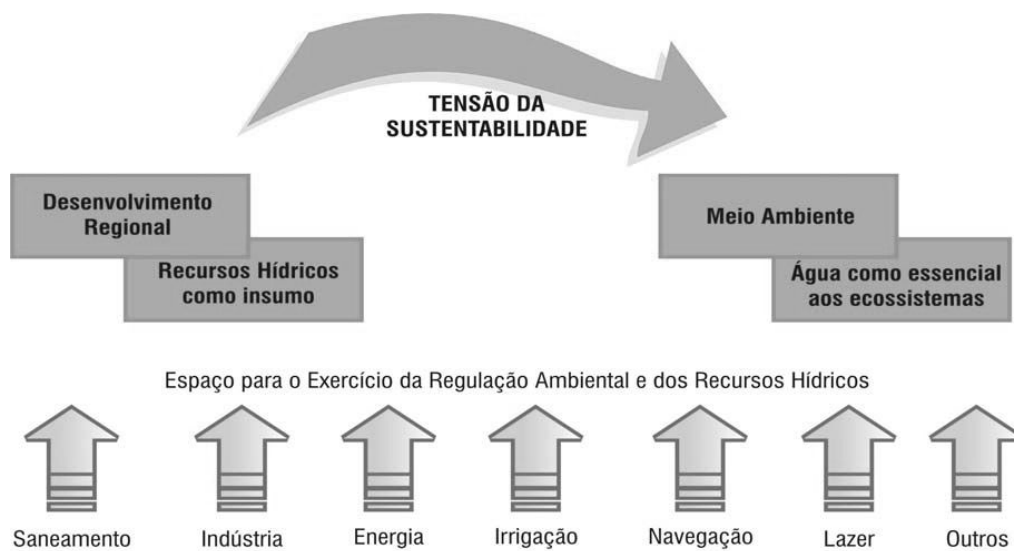 TENSÃO DA
SUSTENTABILIDADE
Desenvolvimento
Regional
Recursos Hídricos
como insumo
Meio Ambiente
Água como essencial
aos ecossistemas
Espaço para o Exercício da Regulação Ambiental e dos Recursos Hídricos
Saneamento
Indústria
Energia
Irrigação
Navegação
Lazer
Outros